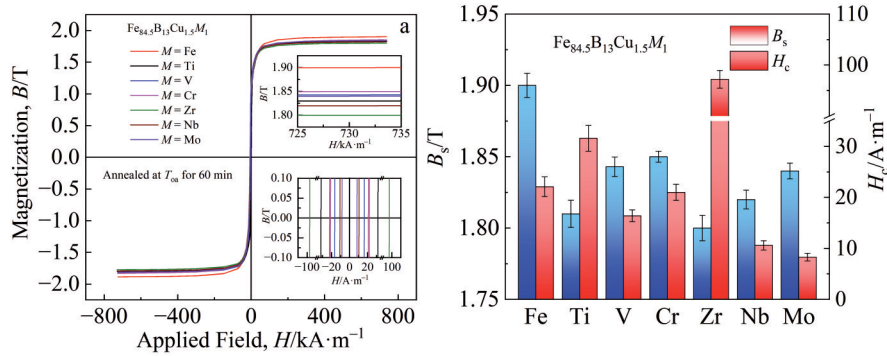 a
Fe84.5B13Cu1.5M1
M = Fe
M = Ti
M = V
M = Cr
M = Zr
M = Nb
M = Mo
Annealed at Toa for 60 min
Magnetization, B/T
2.0
1.5
1.0
0.5
0.0
−0.5
−1.0
−1.5
−2.0
−800 −400 0 400 800
Applied Field, H/kA·m−1
B/T
1.90
1.85
1.80
725 730 735
H/kA·m−1
B/T
0.10
0.05
0.00
−0.05
−0.10
−100 −20 0 20 100
H/A·m−1
Fe84.5B13Cu1.5M1
Bs
Hc
Bs/T
1.95
1.90
1.85
1.80
1.75
Fe Ti V Cr Zr Nb Mo
110
100
30
20
10
0
Hc/A·m−1